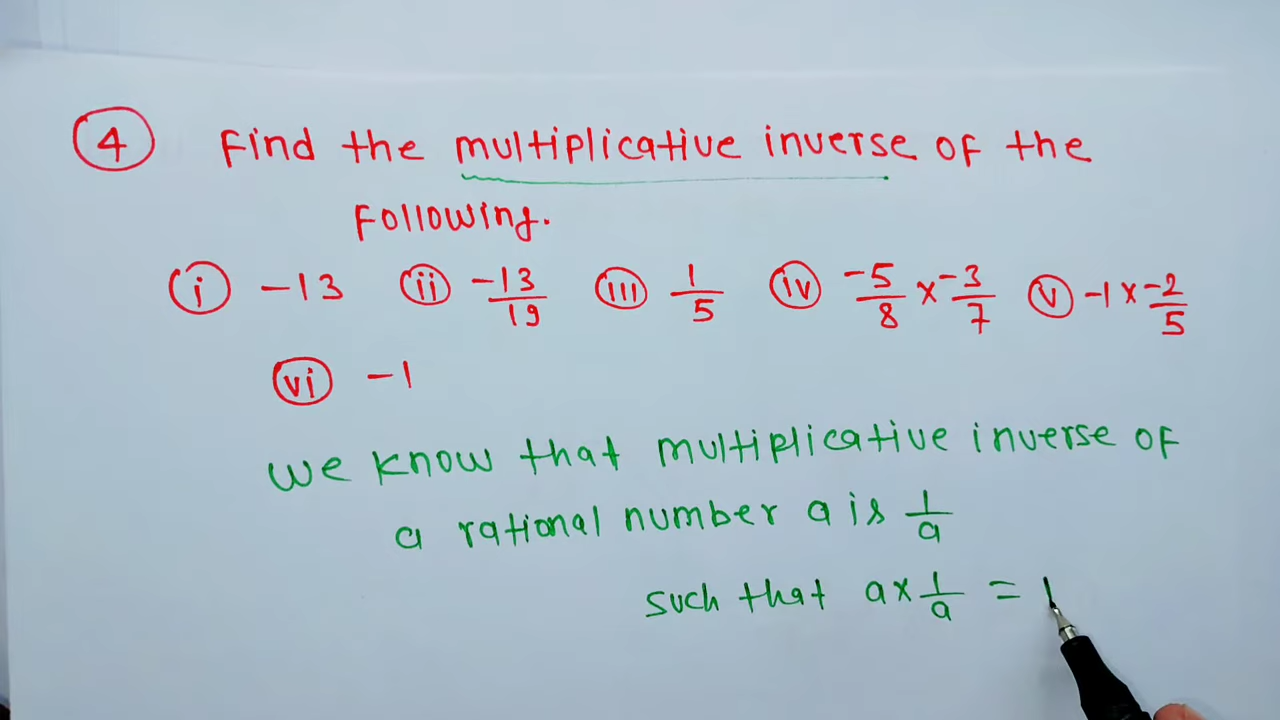 4 Find the multiplicative inverse of the
Following.
i -13 ii -13/19 iii 1/5 iv -5/8 x -3/7 v -1 x -2/5
vi -1
We know that multiplicative inverse of
a rational number a is 1/a
such that a x 1/a = 1